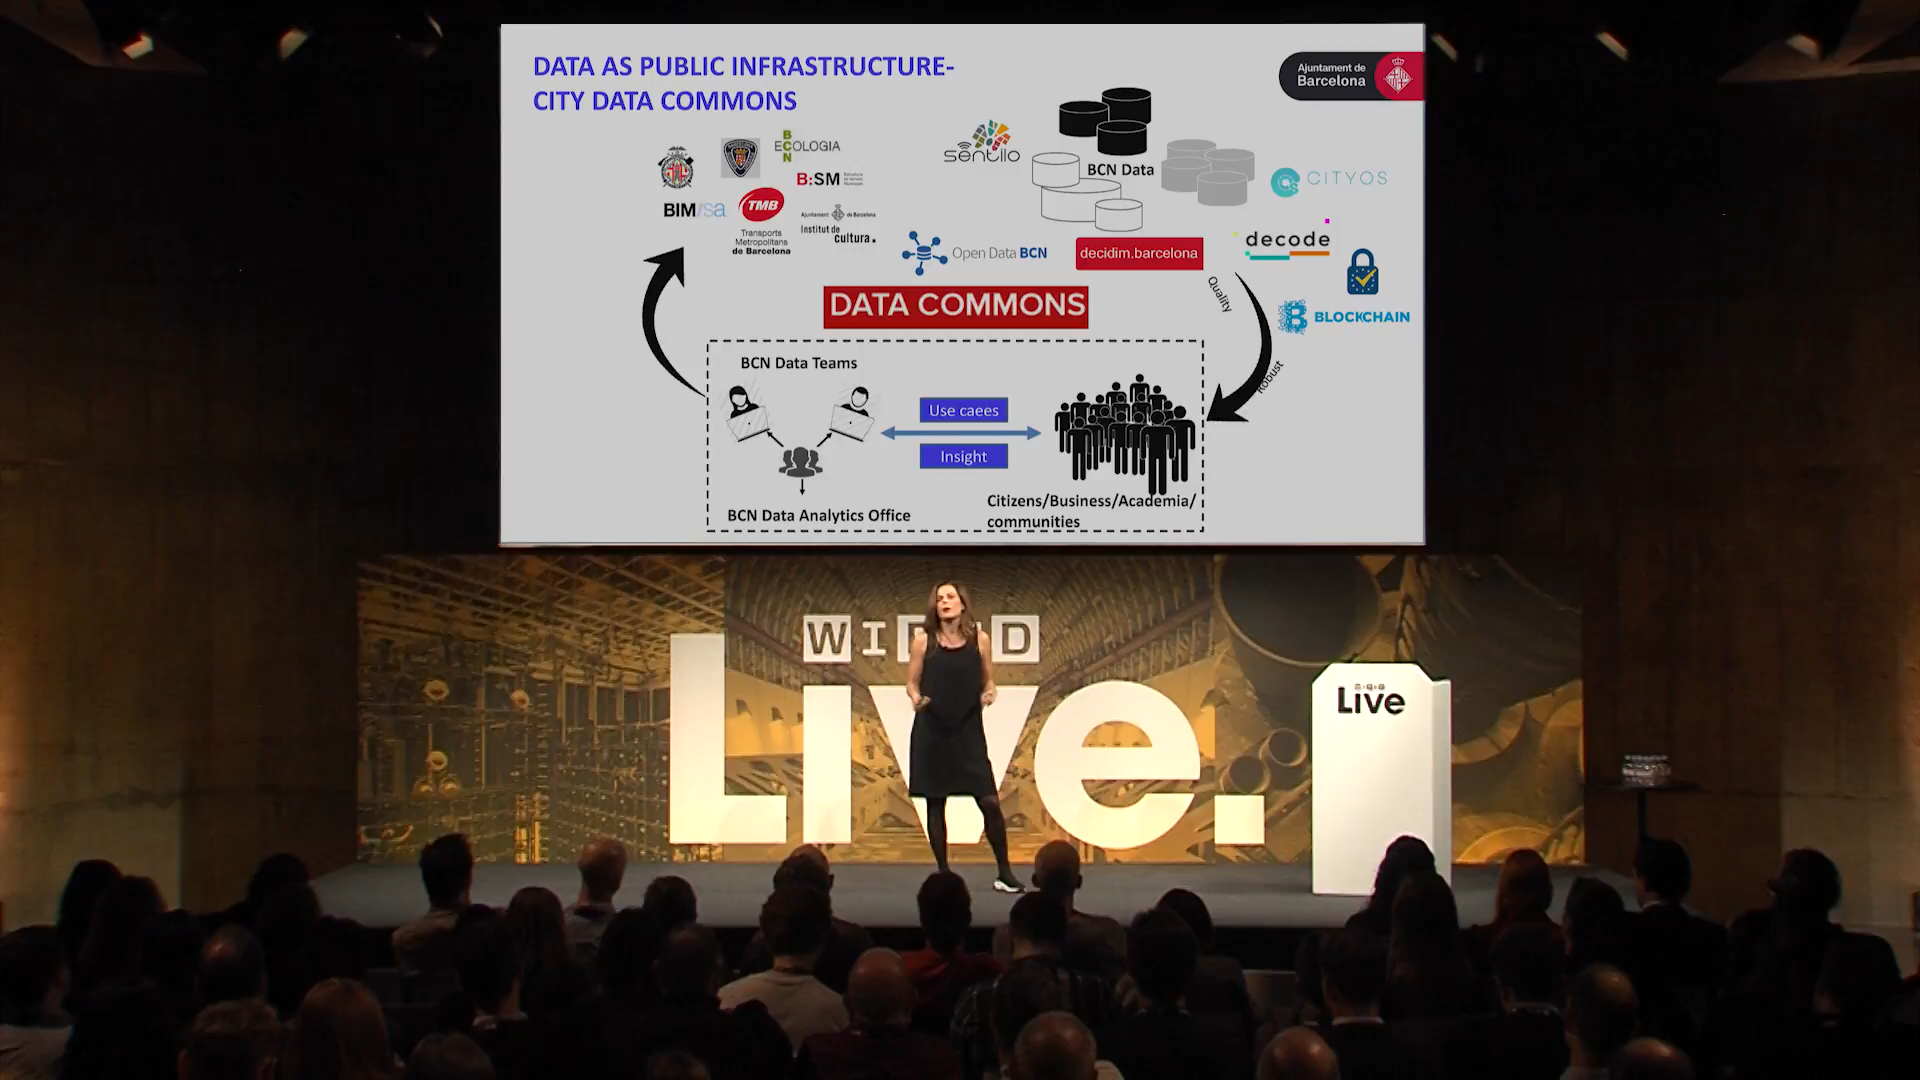 DATA AS PUBLIC INFRASTRUCTURE-
CITY DATA COMMONS
Ajuntament de
Barcelona
BCN
ECOLOGIA
B:SM
BIM/sa
TMB
Transports
Metropolitans
de Barcelona
Ajuntament de Barcelona
Institut de
cultura.
sentilo
BCN Data
CITYOS
Open Data BCN
decidim.barcelona
decode
BLOCKCHAIN
Quality
Robust
DATA COMMONS
BCN Data Teams
Use caees
Insight
BCN Data Analytics Office
Citizens/Business/Academia/
communities
WIRED
Live.
Live